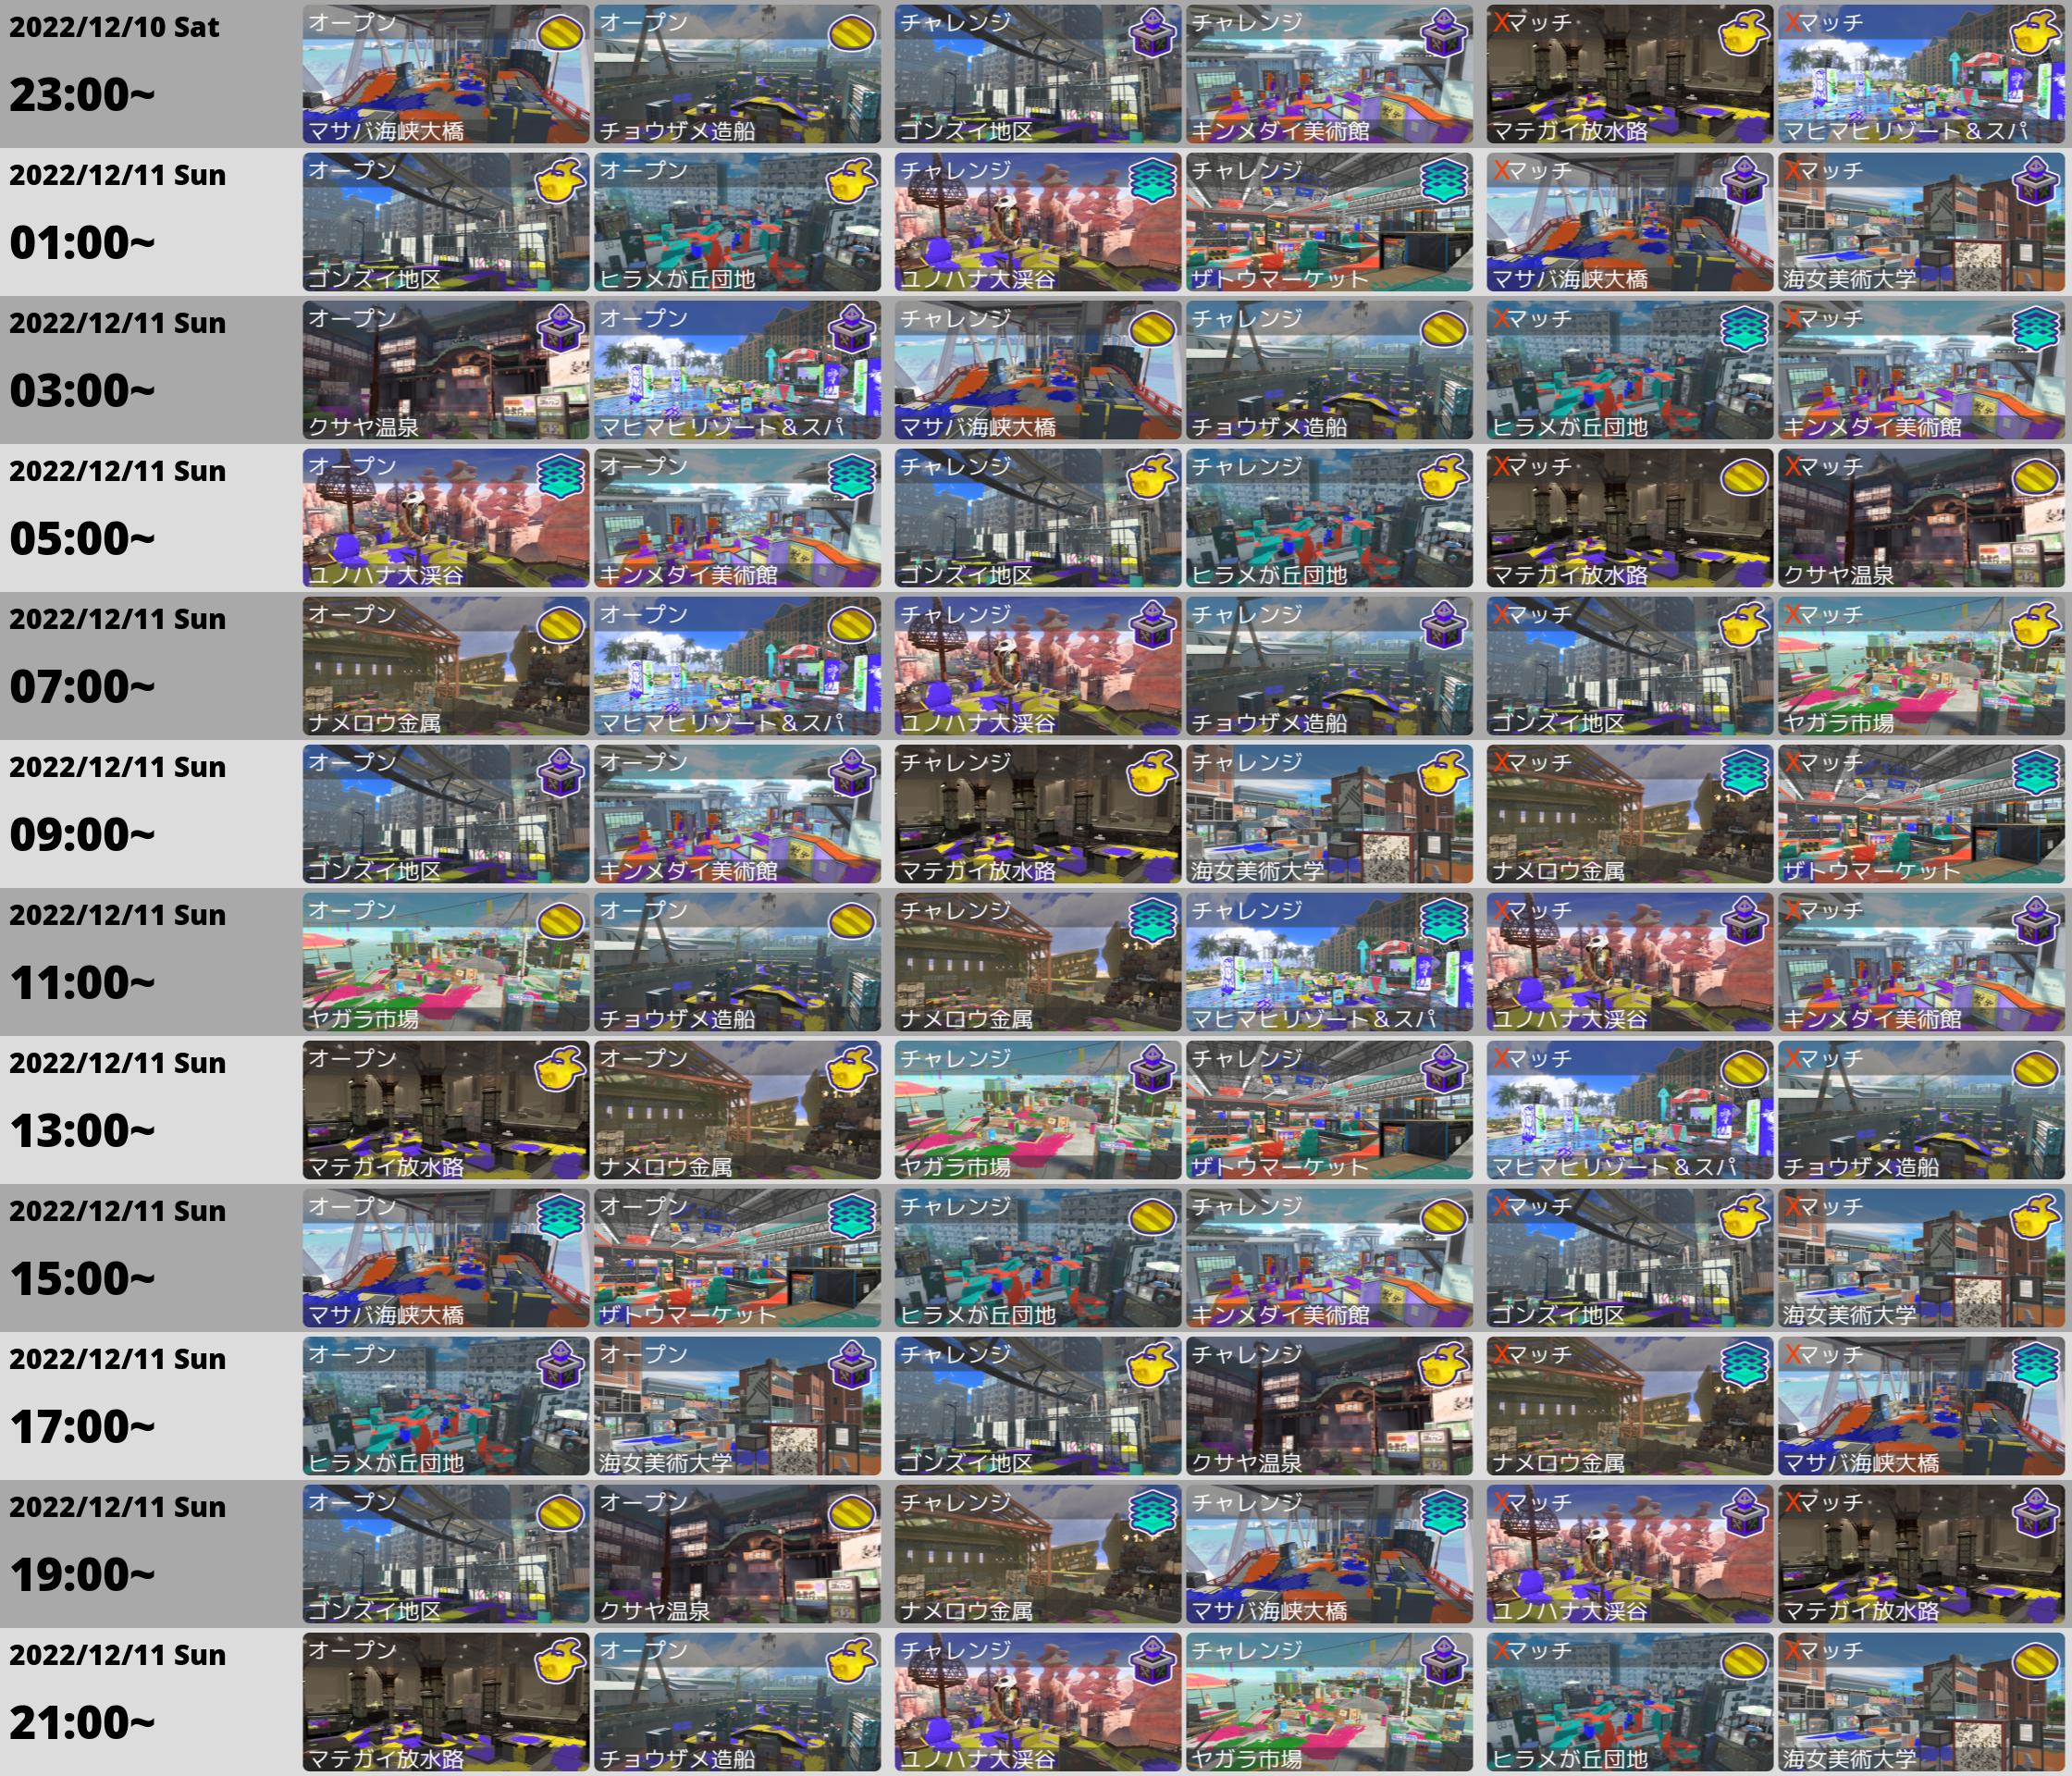 2022/12/10 Sat
23:00~
オープン オープン チャレンジ チャレンジ Xマッチ Xマッチ
マサバ海峡大橋 チョウザメ造船 ゴンズイ地区 キンメダイ美術館 マテガイ放水路 マヒマヒリゾート＆スパ
2022/12/11 Sun
01:00~
オープン オープン チャレンジ チャレンジ Xマッチ Xマッチ
ゴンズイ地区 ヒラメが丘団地 ユノハナ大渓谷 ザトウマーケット マサバ海峡大橋 海女美術大学
2022/12/11 Sun
03:00~
オープン オープン チャレンジ チャレンジ Xマッチ Xマッチ
クサヤ温泉 マヒマヒリゾート＆スパ マサバ海峡大橋 チョウザメ造船 ヒラメが丘団地 キンメダイ美術館
2022/12/11 Sun
05:00~
オープン オープン チャレンジ チャレンジ Xマッチ Xマッチ
ユノハナ大渓谷 キンメダイ美術館 ゴンズイ地区 ヒラメが丘団地 マテガイ放水路 クサヤ温泉
2022/12/11 Sun
07:00~
オープン オープン チャレンジ チャレンジ Xマッチ Xマッチ
ナメロウ金属 マヒマヒリゾート＆スパ ユノハナ大渓谷 チョウザメ造船 ゴンズイ地区 ヤガラ市場
2022/12/11 Sun
09:00~
オープン オープン チャレンジ チャレンジ Xマッチ Xマッチ
ゴンズイ地区 キンメダイ美術館 マテガイ放水路 海女美術大学 ナメロウ金属 ザトウマーケット
2022/12/11 Sun
11:00~
オープン オープン チャレンジ チャレンジ Xマッチ Xマッチ
ヤガラ市場 チョウザメ造船 ナメロウ金属 マヒマヒリゾート＆スパ ユノハナ大渓谷 キンメダイ美術館
2022/12/11 Sun
13:00~
オープン オープン チャレンジ チャレンジ Xマッチ Xマッチ
マテガイ放水路 ナメロウ金属 ヤガラ市場 ザトウマーケット マヒマヒリゾート＆スパ チョウザメ造船
2022/12/11 Sun
15:00~
オープン オープン チャレンジ チャレンジ Xマッチ Xマッチ
マサバ海峡大橋 ザトウマーケット ヒラメが丘団地 キンメダイ美術館 ゴンズイ地区 海女美術大学
2022/12/11 Sun
17:00~
オープン オープン チャレンジ チャレンジ Xマッチ Xマッチ
ヒラメが丘団地 海女美術大学 ゴンズイ地区 クサヤ温泉 ナメロウ金属 マサバ海峡大橋
2022/12/11 Sun
19:00~
オープン オープン チャレンジ チャレンジ Xマッチ Xマッチ
ゴンズイ地区 クサヤ温泉 ナメロウ金属 マサバ海峡大橋 ユノハナ大渓谷 マテガイ放水路
2022/12/11 Sun
21:00~
オープン オープン チャレンジ チャレンジ Xマッチ Xマッチ
マテガイ放水路 チョウザメ造船 ユノハナ大渓谷 ヤガラ市場 ヒラメが丘団地 海女美術大学